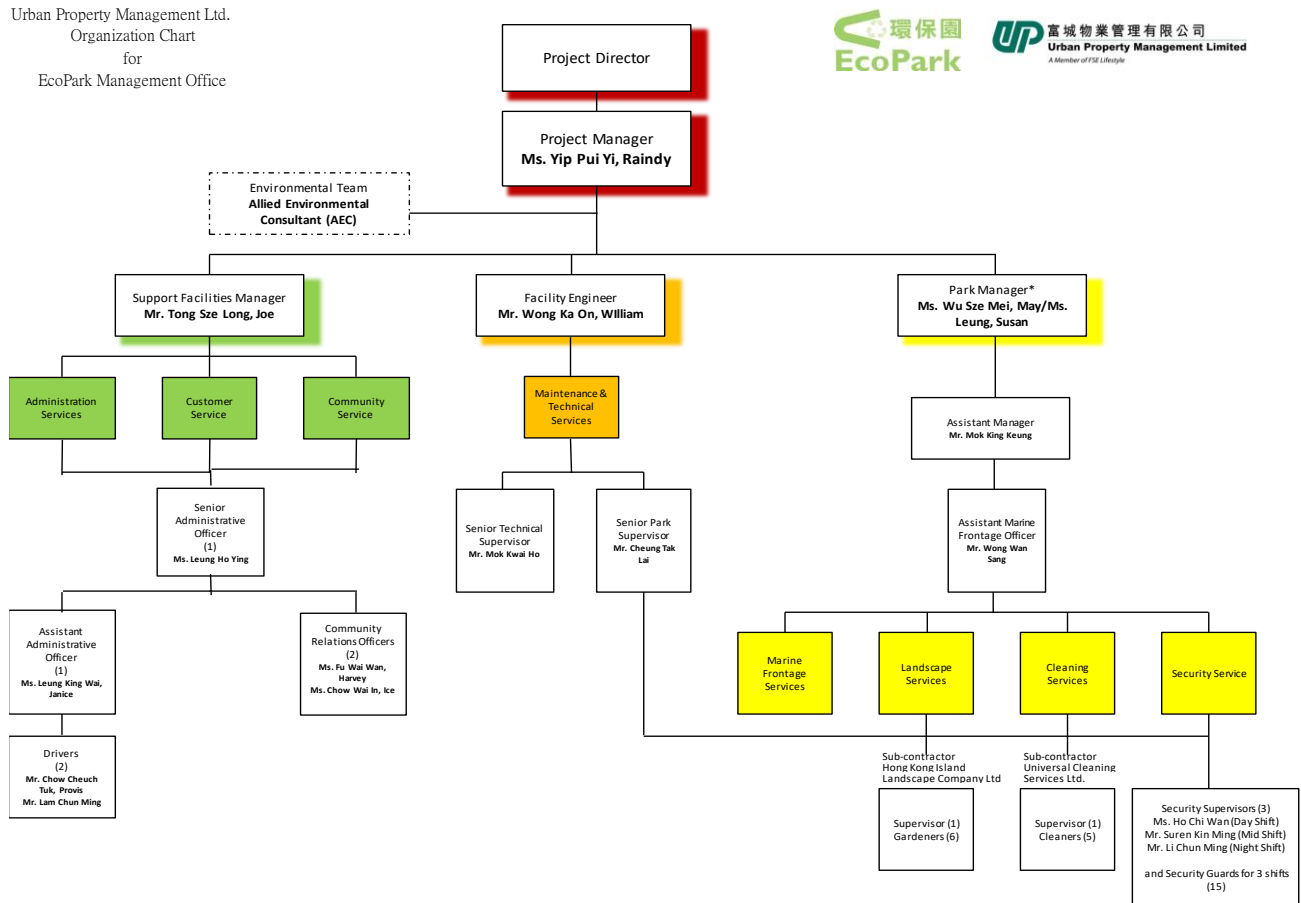 Urban Property Management Ltd.
Organization Chart
for
EcoPark Management Office
環保園
EcoPark
UP
富城物業管理有限公司
Urban Property Management Limited
A Member of FSE Lifestyle
Project Director
Project Manager
Ms. Yip Pui Yi, Raindy
Environmental Team
Allied Environmental
Consultant (AEC)
Support Facilities Manager
Mr. Tong Sze Long, Joe
Facility Engineer
Mr. Wong Ka On, WIlliam
Park Manager*
Ms. Wu Sze Mei, May/Ms.
Leung, Susan
Administration
Services
Customer
Service
Community
Service
Maintenance &
Technical
Services
Assistant Manager
Mr. Mok King Keung
Senior
Administrative
Officer
(1)
Ms. Leung Ho Ying
Senior Technical
Supervisor
Mr. Mok Kwai Ho
Senior Park
Supervisor
Mr. Cheung Tak
Lai
Assistant Marine
Frontage Officer
Mr. Wong Wan
Sang
Assistant
Administrative
Officer
(1)
Ms. Leung King Wai,
Janice
Community
Relations Officers
(2)
Ms. Fu Wai Wan,
Harvey
Ms. Chow Wai In, Ice
Marine
Frontage
Services
Landscape
Services
Cleaning
Services
Security Service
Drivers
(2)
Mr. Chow Cheuch
Tuk, Provis
Mr. Lam Chun Ming
Sub-contractor
Hong Kong Island
Landscape Company Ltd
Sub-contractor
Universal Cleaning
Services Ltd.
Supervisor (1)
Gardeners (6)
Supervisor (1)
Cleaners (5)
Security Supervisors (3)
Ms. Ho Chi Wan (Day Shift)
Mr. Suren Kin Ming (Mid Shift)
Mr. Li Chun Ming (Night Shift)
and Security Guards for 3 shifts
(15)